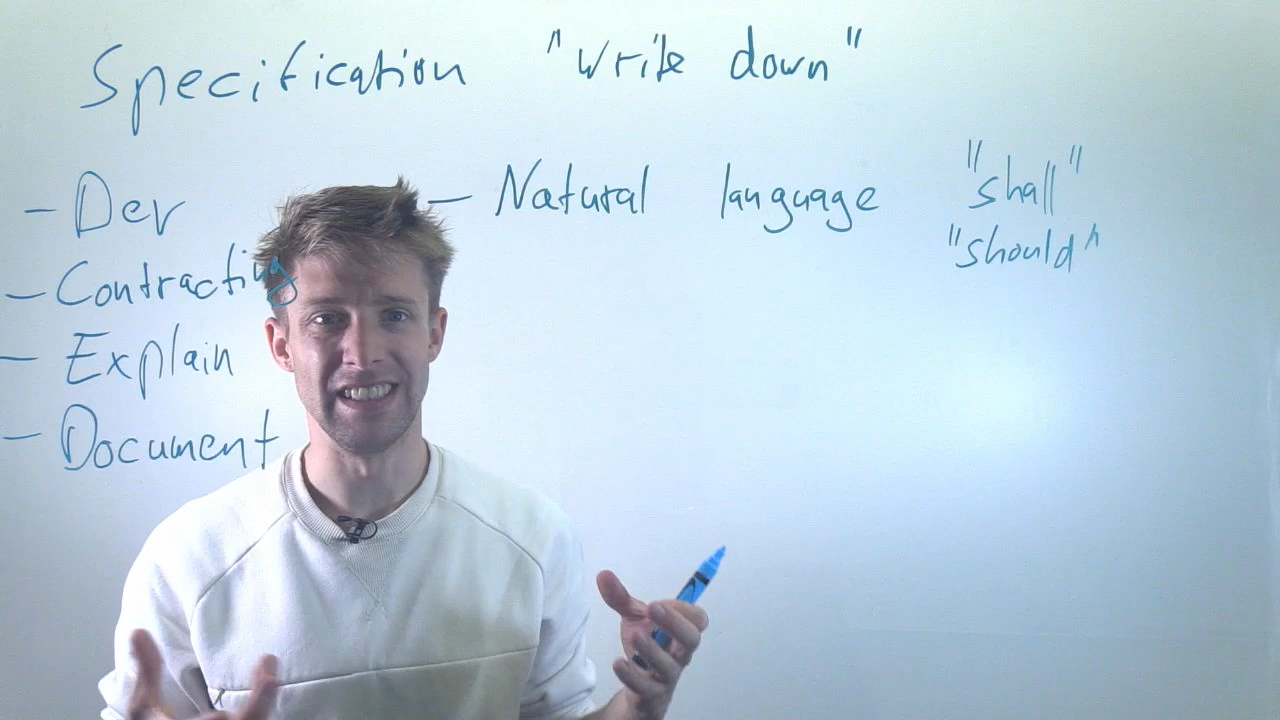 Specification "write down"
- Dev
- Contracting
- Explain
- Document
- Natural language "shall"
"should"